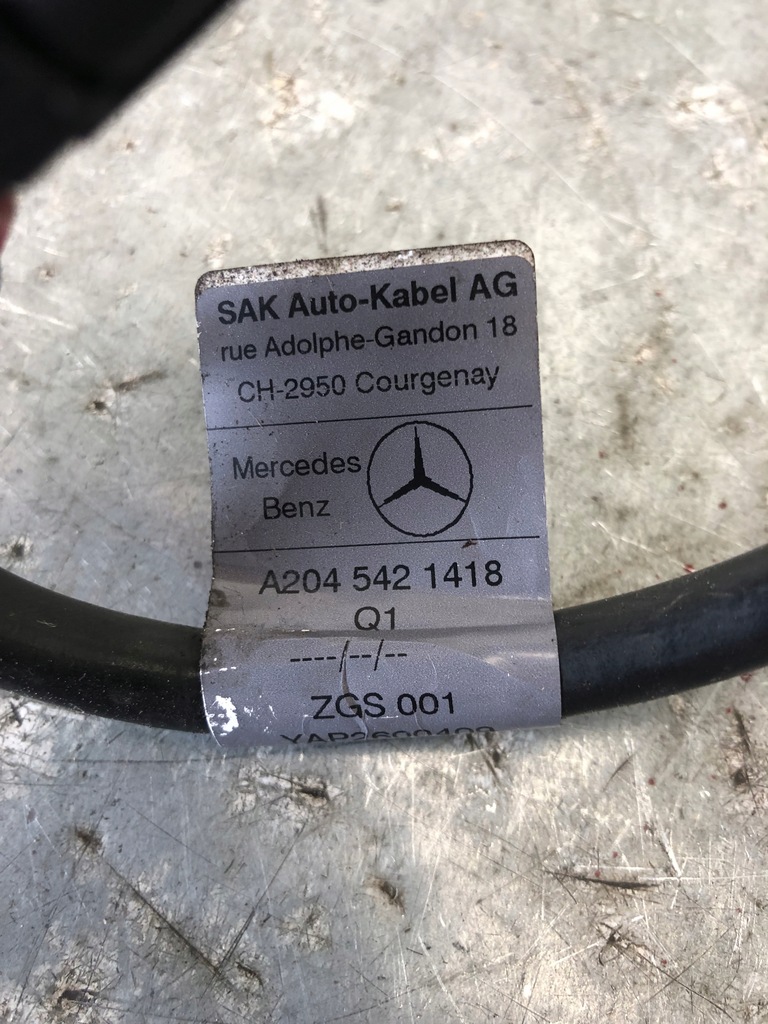 SAK Auto-Kabel AG
rue Adolphe-Gandon 18
CH-2950 Courgenay
Mercedes
Benz
A204 542 1418
Q1
----/--/--
ZGS 001